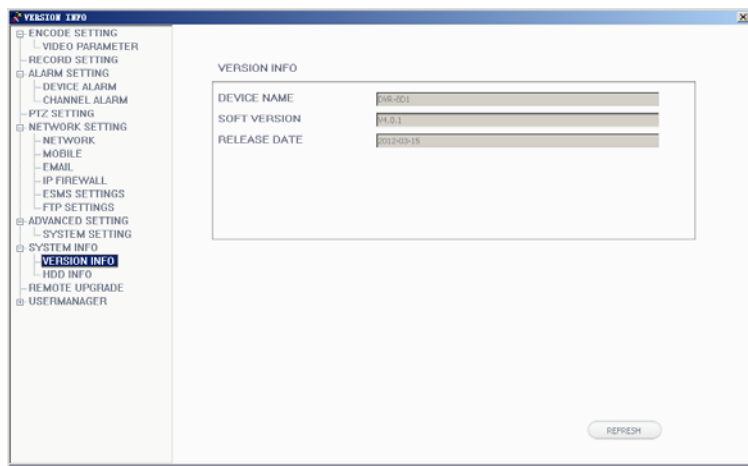 VERSION INFO
ENCODE SETTING
VIDEO PARAMETER
RECORD SETTING
ALARM SETTING
DEVICE ALARM
CHANNEL ALARM
PTZ SETTING
NETWORK SETTING
NETWORK
MOBILE
EMAIL
IP FIREWALL
ESMS SETTINGS
FTP SETTINGS
ADVANCED SETTING
SYSTEM SETTING
SYSTEM INFO
VERSION INFO
HDD INFO
REMOTE UPGRADE
USERMANAGER
VERSION INFO
DEVICE NAME
SOFT VERSION V4.0.1
RELEASE DATE 2012-03-15
REFRESH